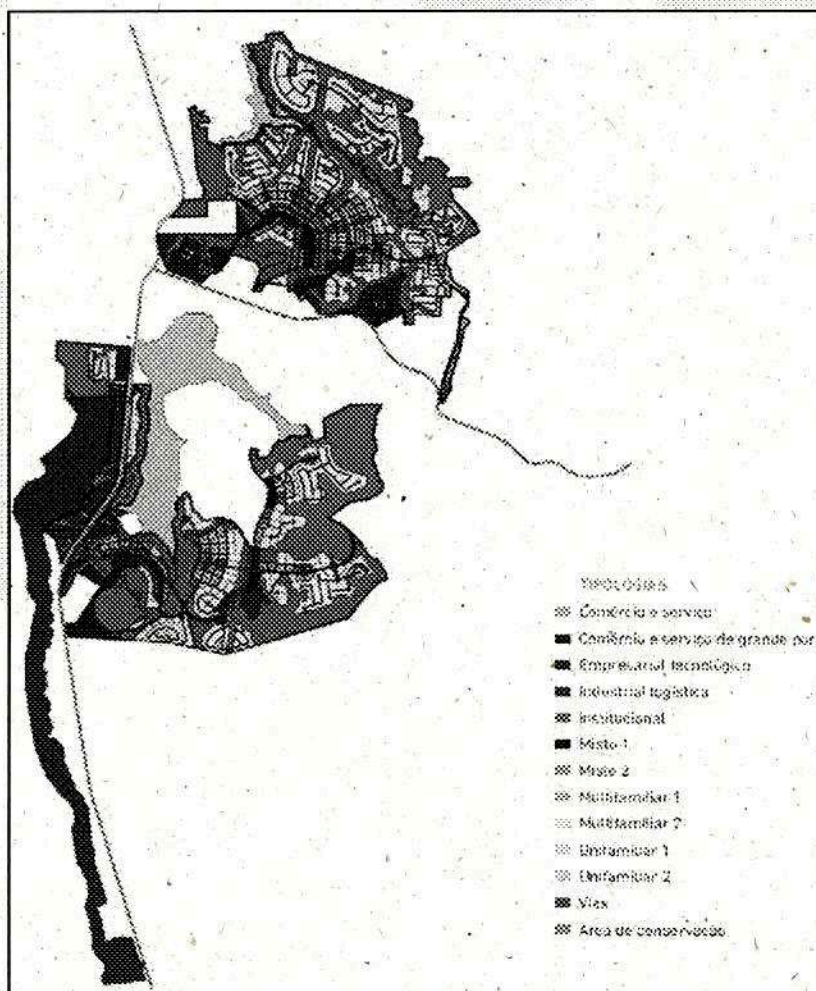 TIPOLOGIAS
Comércio e serviço
Comércio e serviço de grande por
Empresarial tecnológico
Industrial logística
Institucional
Misto 1
Misto 2
Multifamiliar 1
Multifamiliar 2
Unifamiliar 1
Unifamiliar 2
Vias
Área de conservação